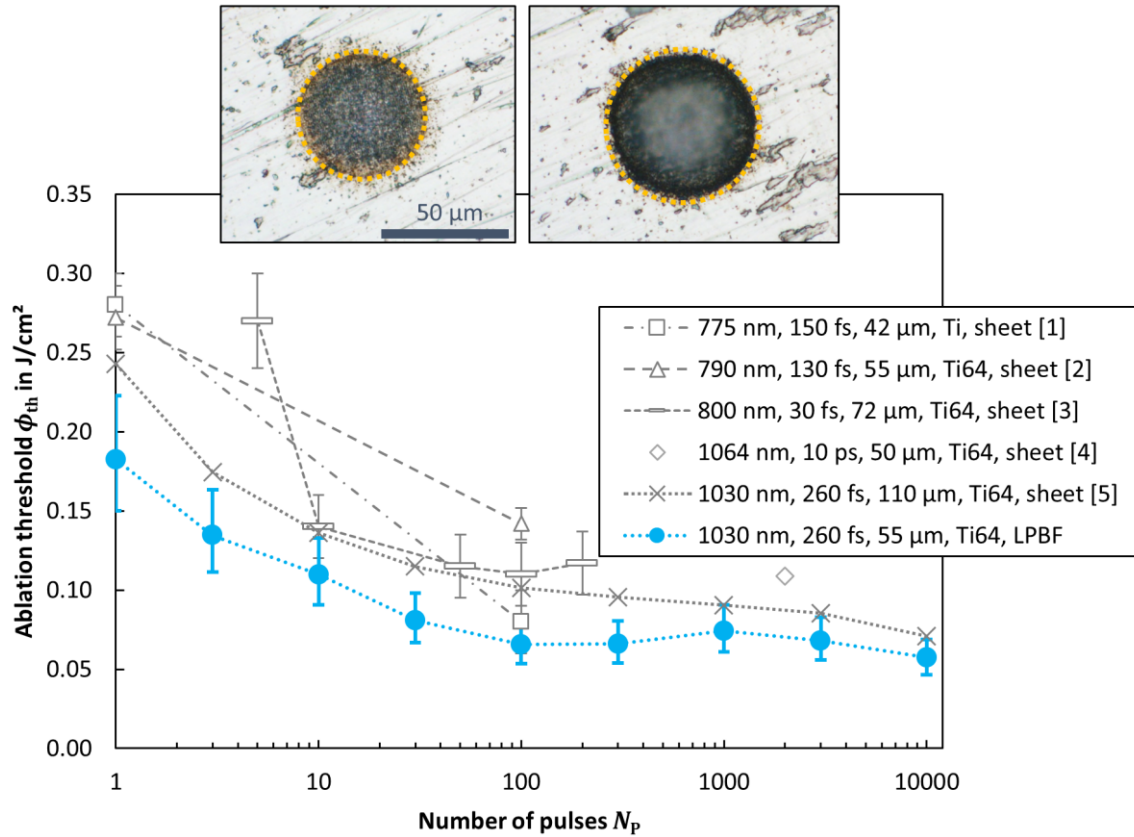 50 µm
0.35
0.30
0.25
0.20
0.15
0.10
0.05
0.00
Ablation threshold ϕth in J/cm²
775 nm, 150 fs, 42 µm, Ti, sheet [1]
790 nm, 130 fs, 55 µm, Ti64, sheet [2]
800 nm, 30 fs, 72 µm, Ti64, sheet [3]
1064 nm, 10 ps, 50 µm, Ti64, sheet [4]
1030 nm, 260 fs, 110 µm, Ti64, sheet [5]
1030 nm, 260 fs, 55 µm, Ti64, LPBF
1 10 100 1000 10000
Number of pulses NP